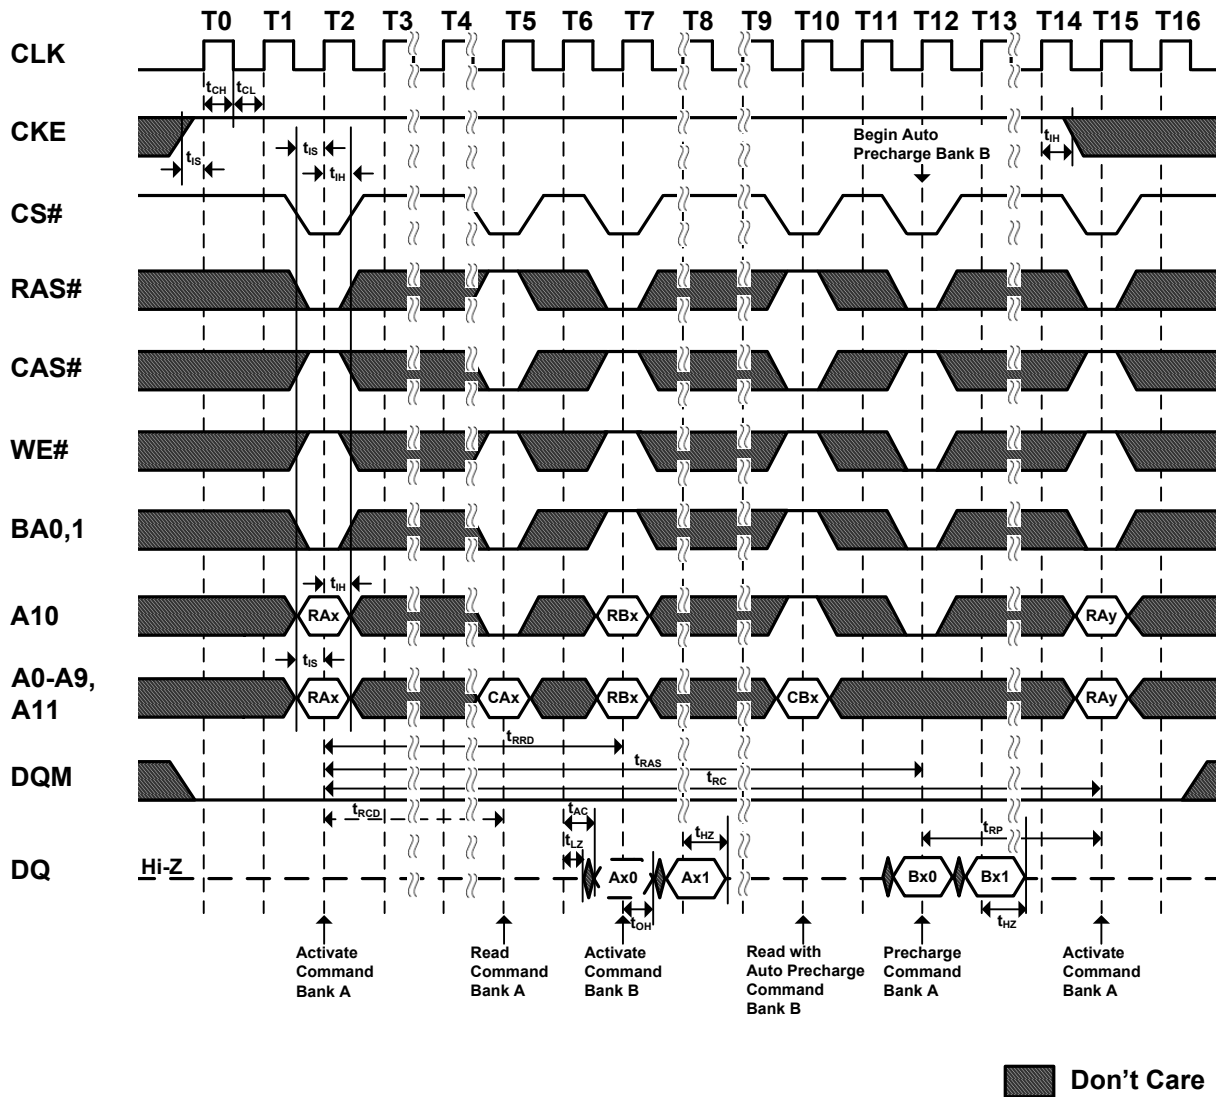 T0 T1 T2 T3 T4 T5 T6 T7 T8 T9 T10 T11 T12 T13 T14 T15 T16
CLK
tCH tCL
CKE
tIS
tIS
tIH
Begin Auto
Precharge Bank B
tIH
CS#
RAS#
CAS#
WE#
BA0,1
tIH
A10
RAx RBx RAy
tIS
A0-A9,
A11
RAx CAx RBx CBx RAy
tRRD
tRAS
tRC
DQM
tRCD
tAC
tLZ
tHZ
tRP
DQ
Hi-Z
Ax0 Ax1 Bx0 Bx1
tOH
tHZ
Activate
Command
Bank A
Read
Command
Bank A
Activate
Command
Bank B
Read with
Auto Precharge
Command
Bank B
Precharge
Command
Bank A
Activate
Command
Bank A
Don't Care